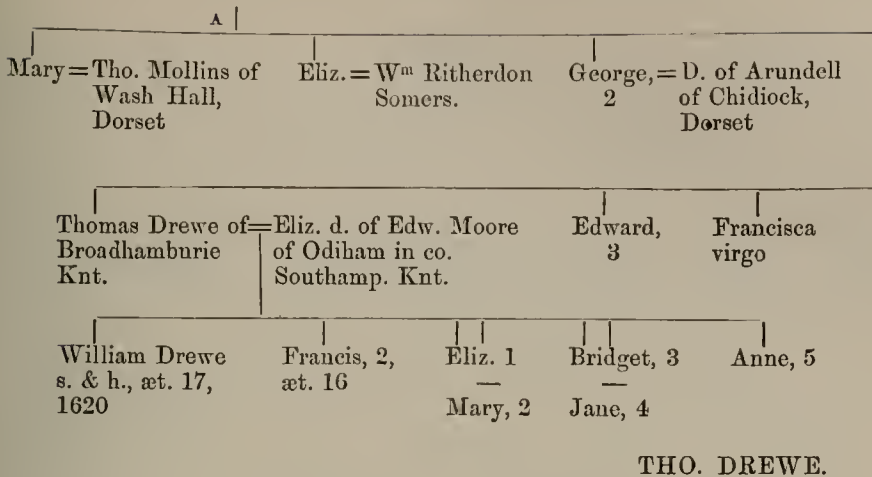 A
Mary=Tho. Mollins of
Wash Hall,
Dorset
Eliz.=Wm Ritherdon
Somers.
George,=D. of Arundell
2 of Chidiock,
Dorset
Thomas Drewe of=Eliz. d. of Edw. Moore
Broadhamburie of Odiham in co.
Knt. Southamp. Knt.
Edward,
3
Francisca
virgo
William Drewe
s. & h., æt. 17,
1620
Francis, 2,
æt. 16
Eliz. 1
—
Mary, 2
Bridget, 3
—
Jane, 4
Anne, 5
THO. DREWE.